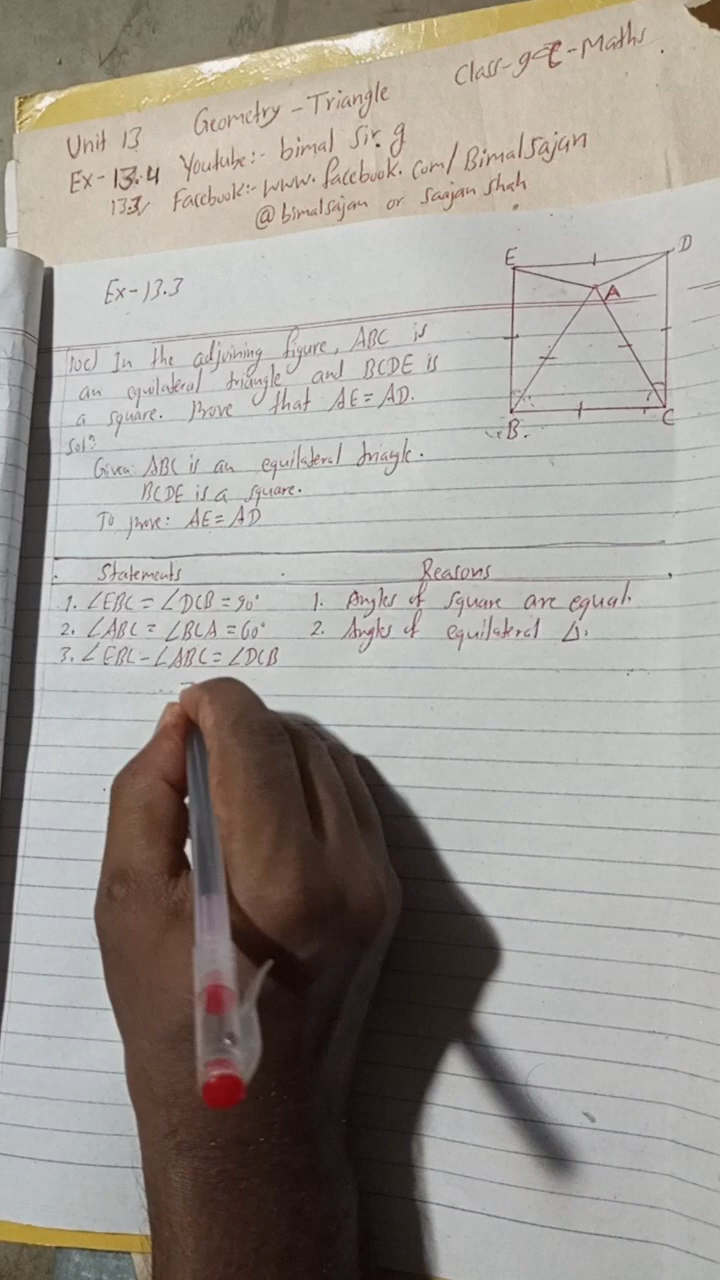 Unit 13 Geometry - Triangle Class-9 - Maths
Ex- 13.4 Youtube:- bimal Sir g
13.3/ Facebook:- www.facebook.com/Bimalsajan
@bimalsajan or Saajan shah
Ex-13.3
10c) In the adjoining figure, ABC is
an equilateral triangle and BCDE is
a square. Prove that AE = AD.
Soln:
Given: ABC is an equilateral triangle.
BCDE is a square.
To prove: AE = AD
E
D
A
B
C
Statements Reasons
1. ∠EBC = ∠DCB = 90° 1. Angles of square are equal.
2. ∠ABC = ∠BCA = 60° 2. Angles of equilateral Δ.
3. ∠EBC - ∠ABC = ∠DCB